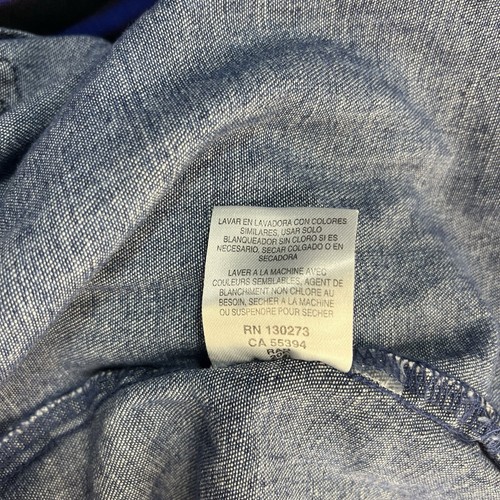 LAVAR EN LAVADORA CON COLORES
SIMILARES, USAR SOLO
BLANQUEADOR SIN CLORO SI ES
NECESARIO, SECAR COLGADO O EN
SECADORA
LAVER A LA MACHINE AVEC
COULEURS SEMBLABLES, AGENT DE
BLANCHIMENT NON CHLORE AU
BESOIN, SECHER A LA MACHINE
OU SUSPENDRE POUR SECHER
RN 130273
CA 55394